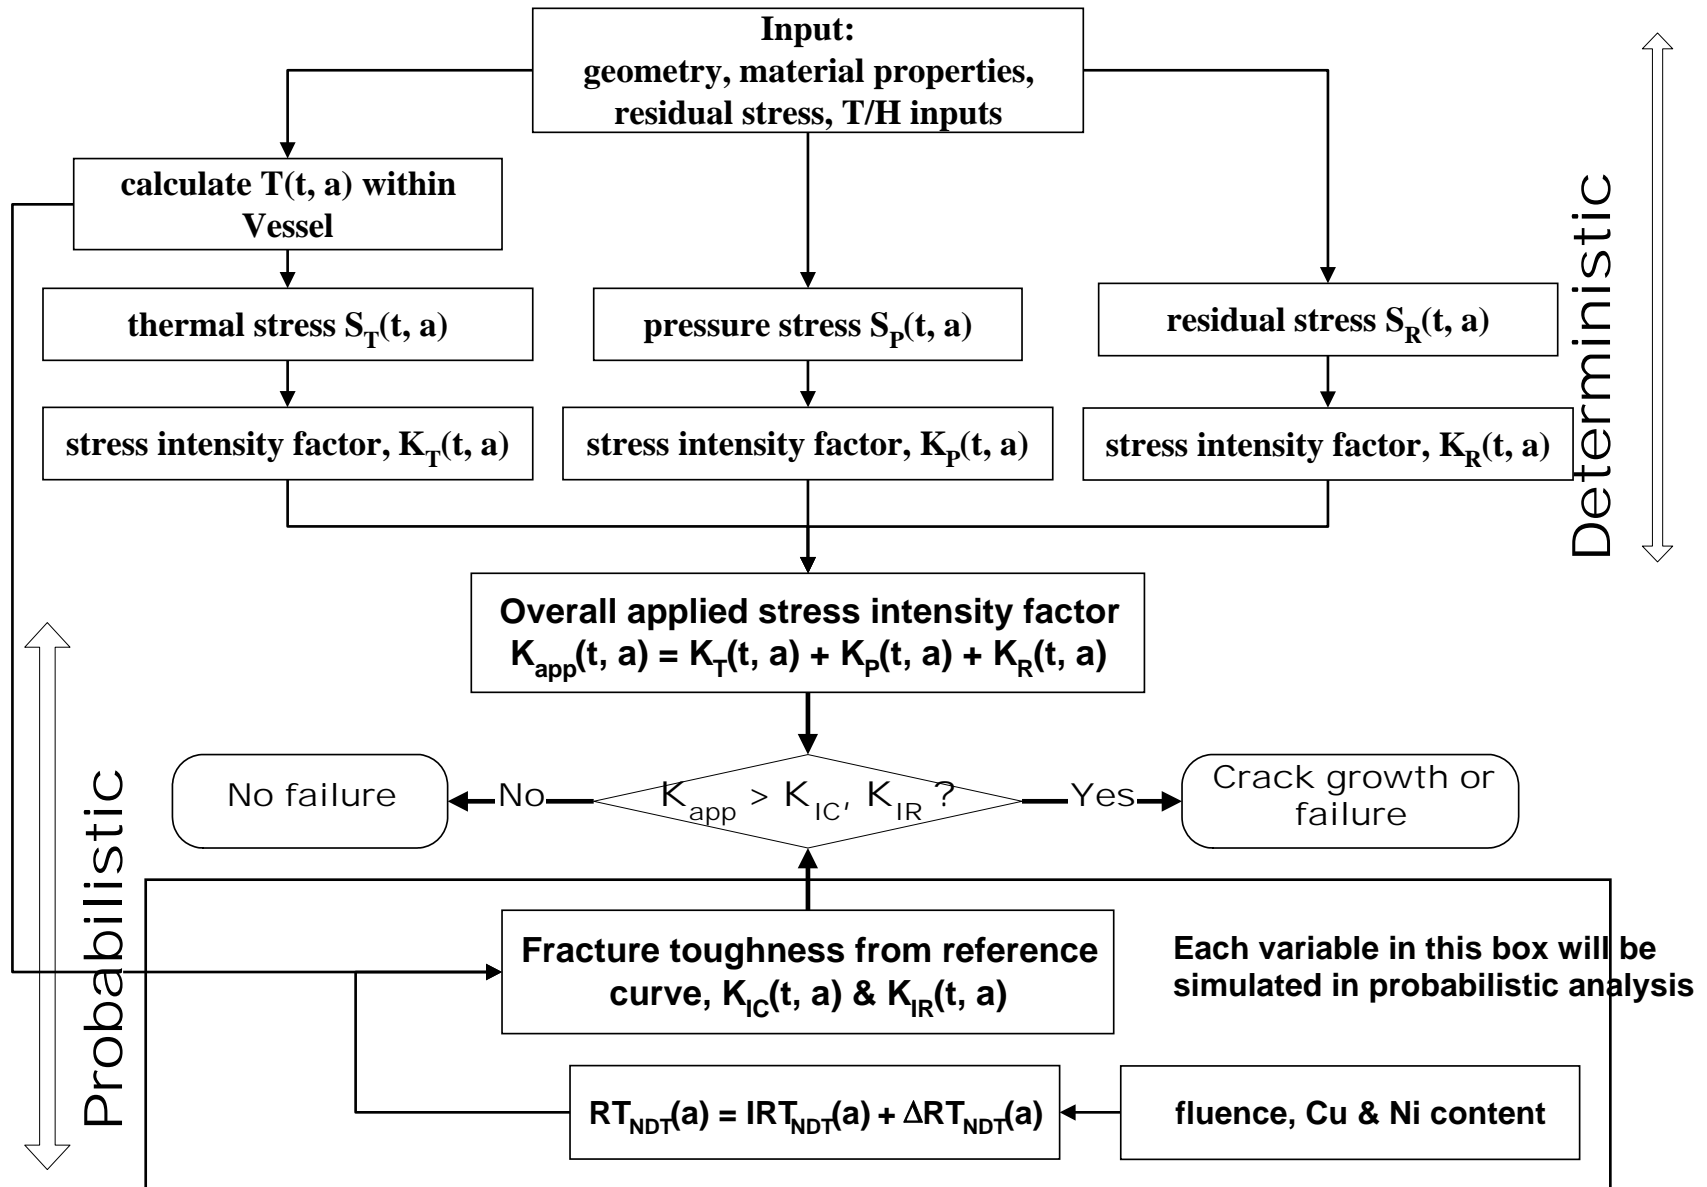 Input:
geometry, material properties,
residual stress, T/H inputs
calculate T(t, a) within
Vessel
thermal stress S_T(t, a)
pressure stress S_P(t, a)
residual stress S_R(t, a)
stress intensity factor, K_T(t, a)
stress intensity factor, K_P(t, a)
stress intensity factor, K_R(t, a)
Deterministic
Overall applied stress intensity factor
K_app(t, a) = K_T(t, a) + K_P(t, a) + K_R(t, a)
No failure
No
K_app > K_IC, K_IR ?
Yes
Crack growth or
failure
Probabilistic
Fracture toughness from reference
curve, K_IC(t, a) & K_IR(t, a)
Each variable in this box will be
simulated in probabilistic analysis
RT_NDT(a) = IRT_NDT(a) + ΔRT_NDT(a)
fluence, Cu & Ni content